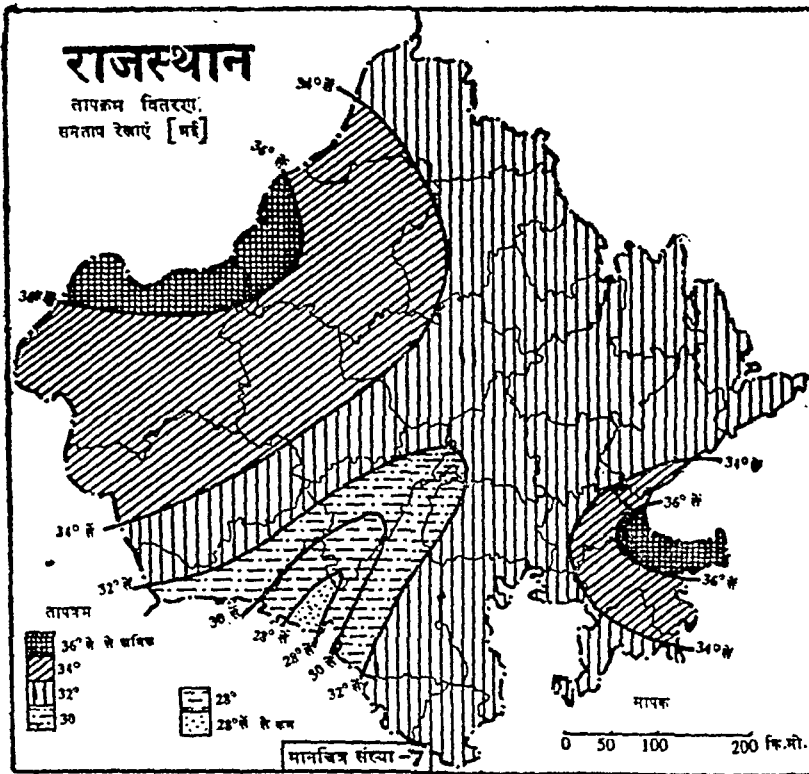 राजस्थान
तापक्रम वितरण,
समताप रेखाएं [मई]
34° सें
36° सें
36° सें
34° सें
36° सें
34° सें
36° सें
32° सें
34° सें
30 सें
28° सें
28° सें
30 सें
32° सें
तापक्रम
36° से से अधिक
34°
32°
30
28°
28° सें से कम
मापक
0 50 100 200 कि.मी.
मानचित्र संख्या -7